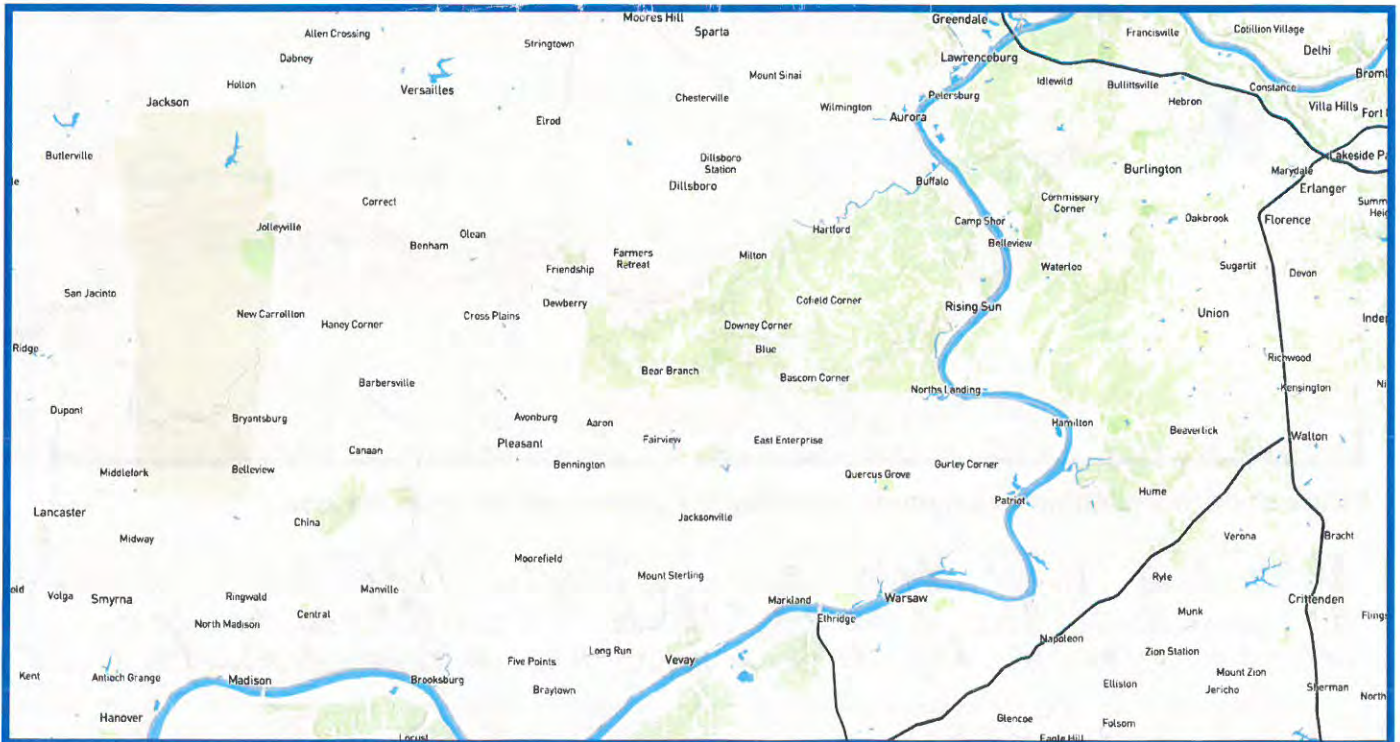 Moores Hill
Greendale
Sparta
Allen Crossing
Francisville
Cotillion Village
Stringtown
Delhi
Dabney
Lawrenceburg
Mount Sinai
Idlewild
Bullittsville
Constance
Holton
Versailles
Chesterville
Petersburg
Hebron
Jackson
Wilmington
Villa Hills
Fort
Elrod
Aurora
Butlerville
Dillsboro
Station
Lakeside
Burlington
Marydale
Dillsboro
Buffalo
Erlanger
Correct
Commissary
Corner
Camp Shor
Oakbrook
Florence
Jolleyville
Hartford
Olean
Benham
Belleview
Farmers
Retreat
Milton
Friendship
Waterloo
Sugartit
Devon
San Jacinto
Dewberry
Cofield Corner
Rising Sun
New Carrollton
Haney Corner
Cross Plains
Union
Downey Corner
Ridge
Blue
Richwood
Bear Branch
Bascom Corner
Barbersville
Norths Landing
Kensington
Dupont
Bryantsburg
Avonburg
Aaron
Hamilton
Beaverlick
Pleasant
Fairview
East Enterprise
Walton
Canaan
Middlefork
Belleview
Bennington
Quercus Grove
Gurley Corner
Hume
Patriot
Lancaster
China
Jacksonville
Midway
Verona
Bracht
Moorefield
Mount Sterling
Ryle
Volga
Smyrna
Ringwald
Manville
Markland
Warsaw
Crittenden
Central
Munk
North Madison
Ethridge
Napoleon
Long Run
Zion Station
Five Points
Vevay
Kent
Antioch Grange
Madison
Brooksburg
Mount Zion
Braytown
Elliston
Jericho
Sherman
North
Hanover
Glencoe
Folsom
Locust
Eagle Hill